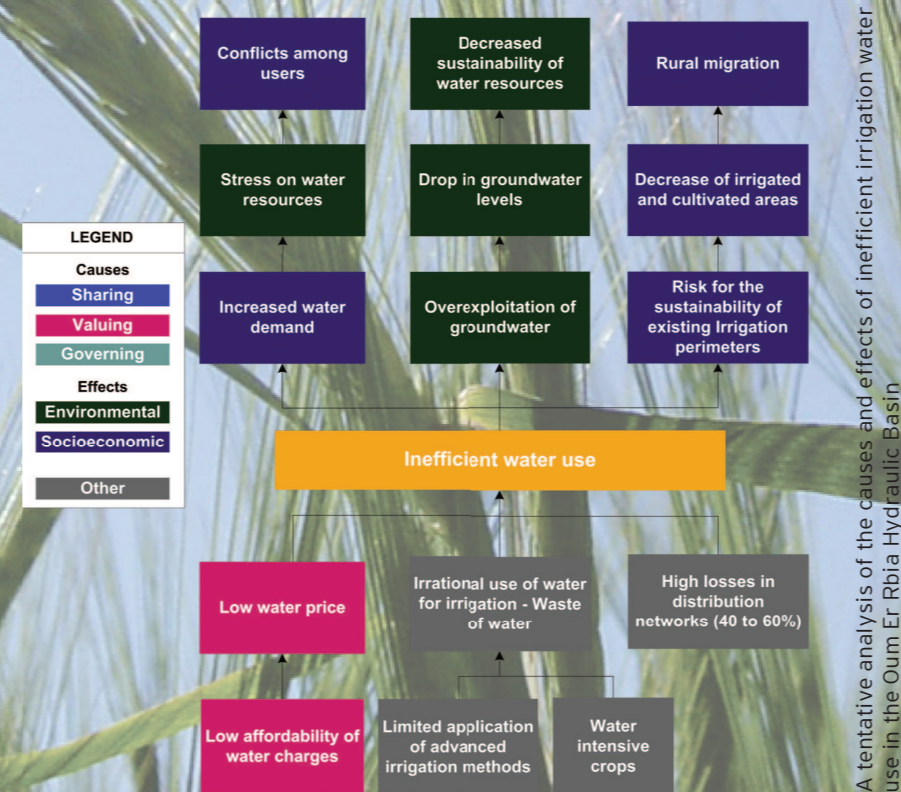 Conflicts among
users
Decreased
sustainability of
water resources
Rural migration
Stress on water
resources
Drop in groundwater
levels
Decrease of irrigated
and cultivated areas
Increased water
demand
Overexploitation of
groundwater
Risk for the
sustainability of
existing Irrigation
perimeters
LEGEND
Causes
Sharing
Valuing
Governing
Effects
Environmental
Socioeconomic
Other
Inefficient water use
Low water price
Irrational use of water
for irrigation - Waste
of water
High losses in
distribution
networks (40 to 60%)
Low affordability of
water charges
Limited application
of advanced
irrigation methods
Water
intensive
crops
A tentative analysis of the causes and effects of inefficient irrigation water
use in the Oum Er Rbia Hydraulic Basin